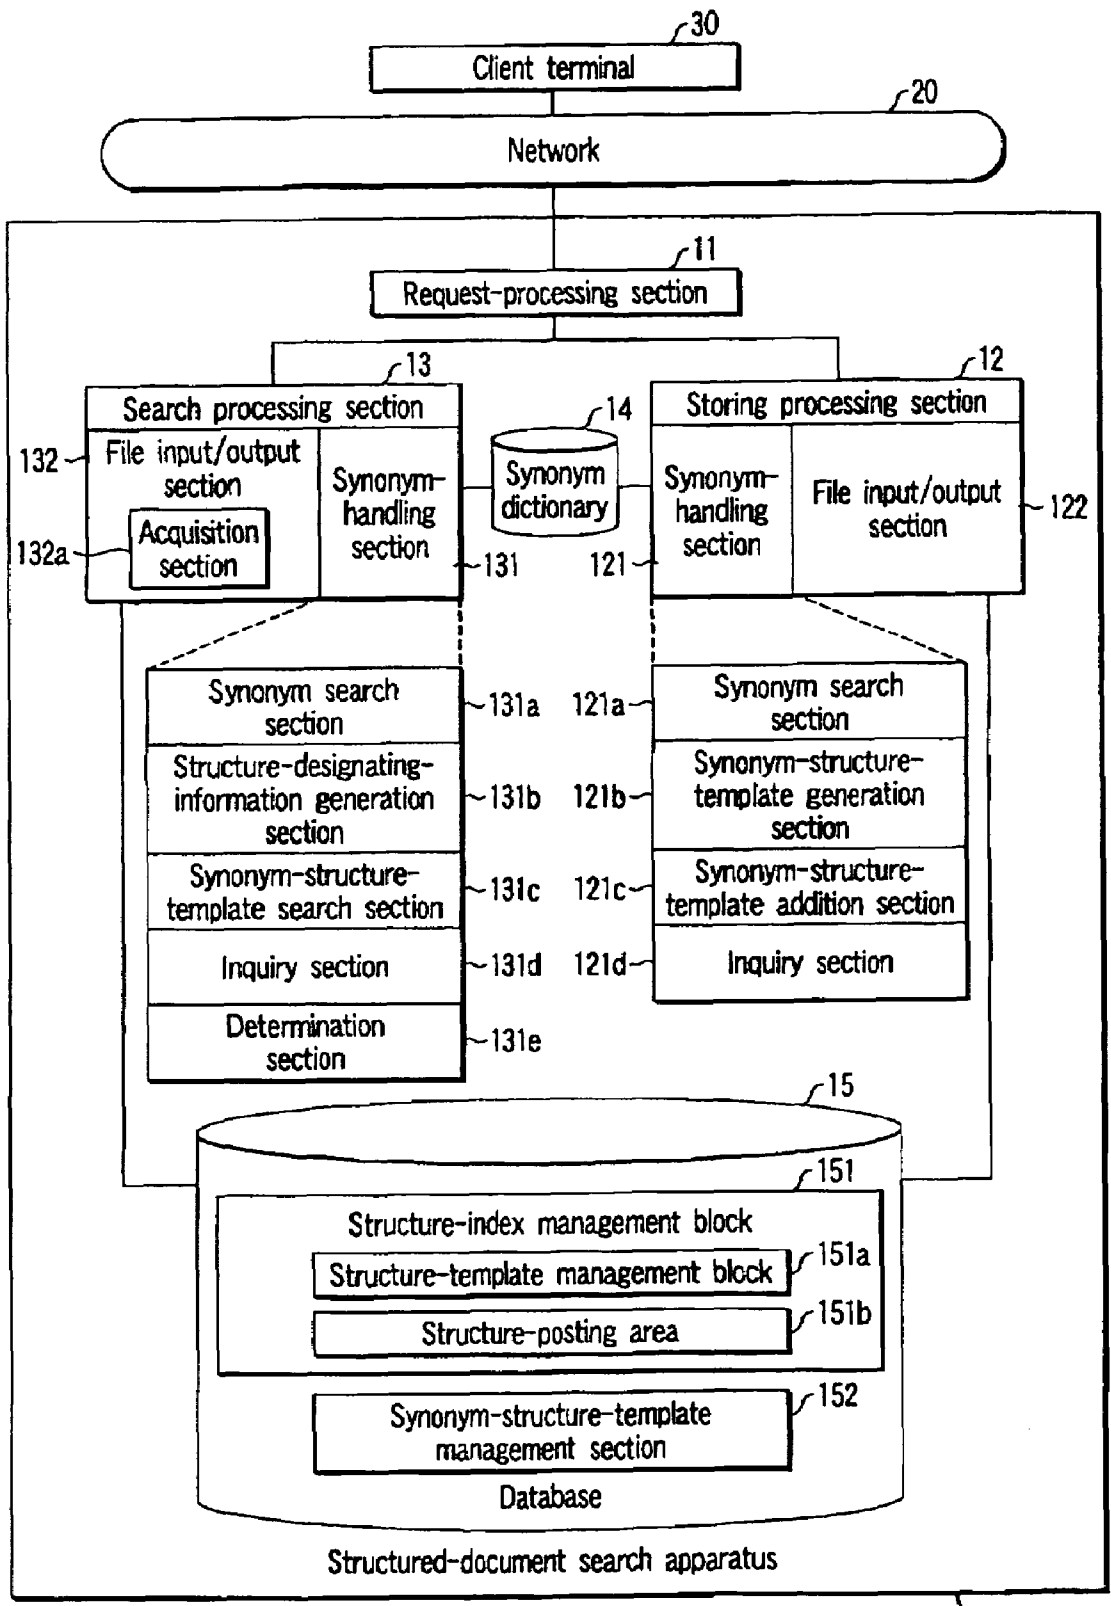 30
Client terminal
20
Network
11
Request-processing section
13
Search processing section
132
File input/output
section
132a
Acquisition
section
Synonym-
handling
section
131
14
Synonym
dictionary
12
Storing processing section
Synonym-
handling
section
121
File input/output
section
122
Synonym search
section
131a
Structure-designating-
information generation
section
131b
Synonym-structure-
template search section
131c
Inquiry section
131d
Determination
section
131e
Synonym search
section
121a
Synonym-structure-
template generation
section
121b
Synonym-structure-
template addition section
121c
Inquiry section
121d
15
151
Structure-index management block
Structure-template management block
151a
Structure-posting area
151b
Synonym-structure-template
management section
152
Database
Structured-document search apparatus